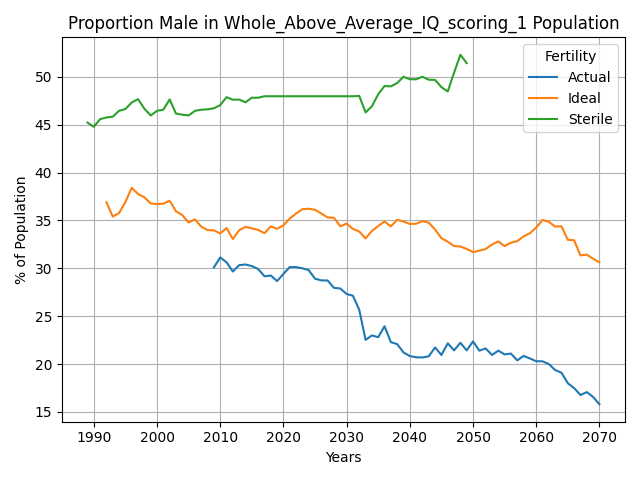 Proportion Male in Whole_Above_Average_IQ_scoring_1 Population
Fertility
Actual
Ideal
Sterile
% of Population
50
45
40
35
30
25
20
15
1990 2000 2010 2020 2030 2040 2050 2060 2070
Years